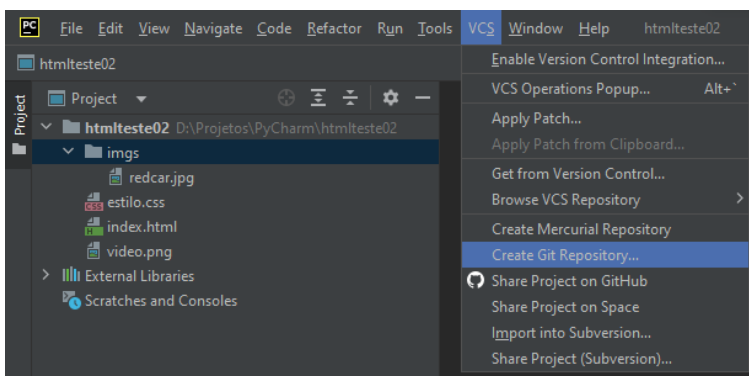 PC File Edit View Navigate Code Refactor Run Tools VCS Window Help htmlteste02
htmlteste02
Project
Project
htmlteste02 D:\Projetos\PyCharm\htmlteste02
imgs
redcar.jpg
CSS estilo.css
H index.html
video.png
External Libraries
Scratches and Consoles
Enable Version Control Integration...
VCS Operations Popup... Alt+`
Apply Patch...
Apply Patch from Clipboard...
Get from Version Control...
Browse VCS Repository
Create Mercurial Repository
Create Git Repository...
Share Project on GitHub
Share Project on Space
Import into Subversion...
Share Project (Subversion)...